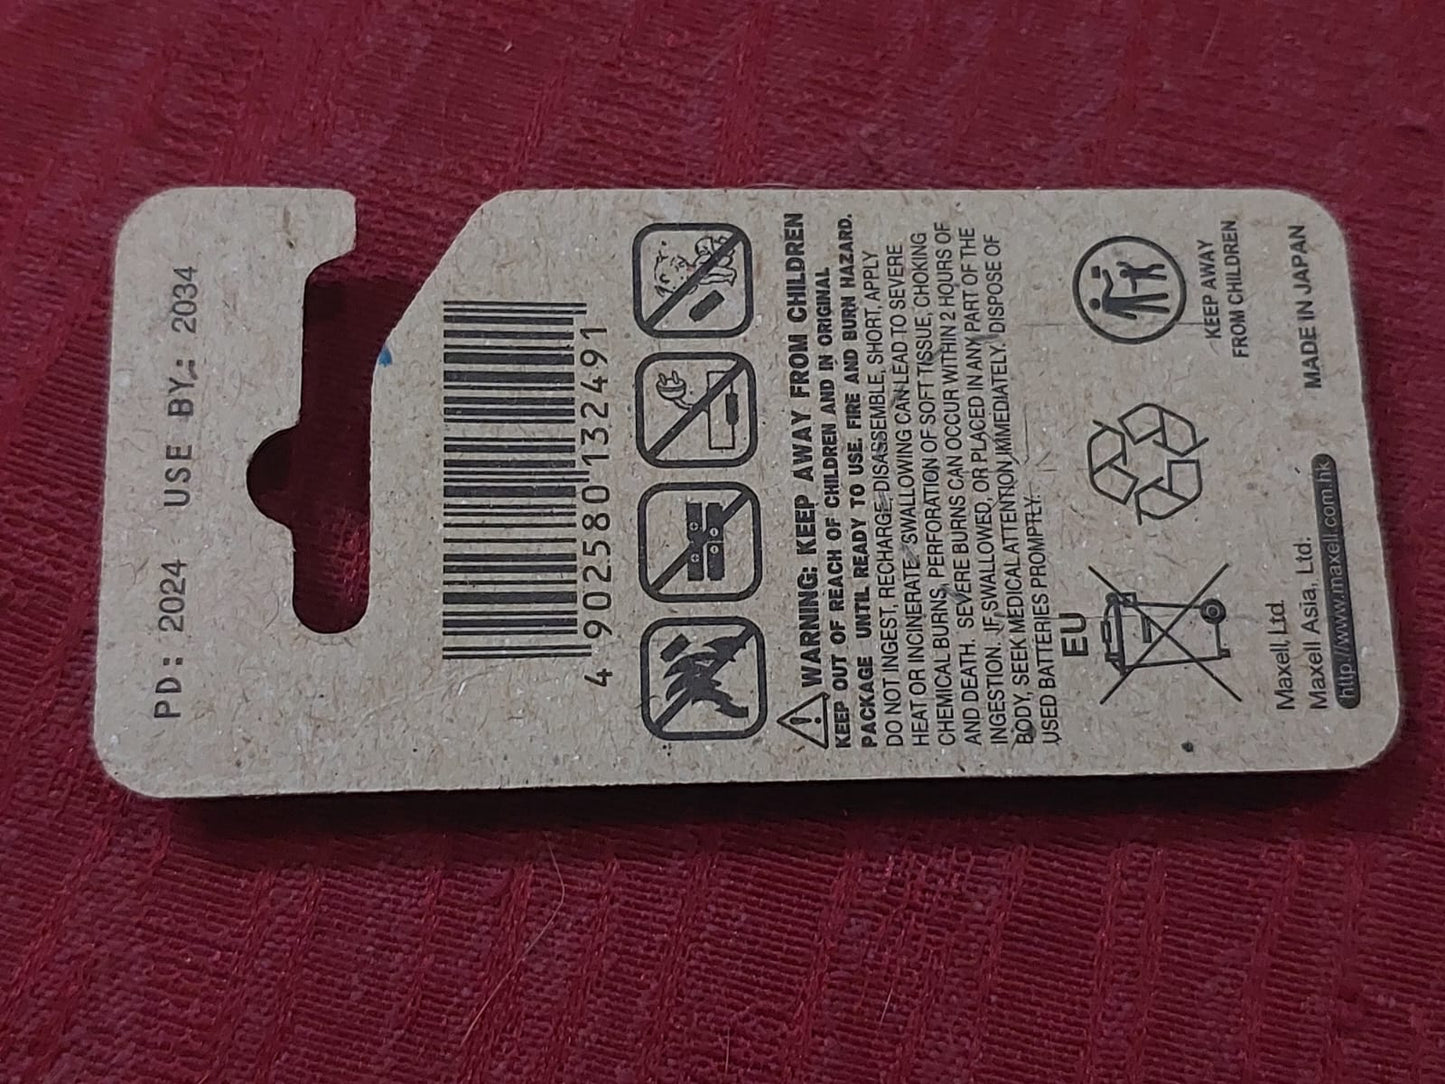 PD: 2024 USE BY: 2034
4 902580 132491
WARNING: KEEP AWAY FROM CHILDREN
KEEP OUT OF REACH OF CHILDREN AND IN ORIGINAL
PACKAGE UNTIL READY TO USE. FIRE AND BURN HAZARD.
DO NOT INGEST, RECHARGE, DISASSEMBLE, SHORT, APPLY
HEAT OR INCINERATE. SWALLOWING CAN LEAD TO SEVERE
CHEMICAL BURNS, PERFORATION OF SOFT TISSUE, CHOKING
AND DEATH. SEVERE BURNS CAN OCCUR WITHIN 2 HOURS OF
INGESTION. IF SWALLOWED, OR PLACED IN ANY PART OF THE
BODY, SEEK MEDICAL ATTENTION IMMEDIATELY. DISPOSE OF
USED BATTERIES PROMPTLY.
EU
KEEP AWAY
FROM CHILDREN
Maxell, Ltd.
Maxell Asia, Ltd.
http://www.maxell.com.hk
MADE IN JAPAN